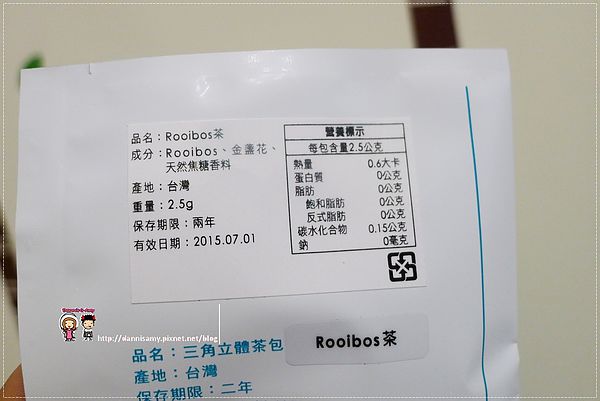 品名：Rooibos茶
成分：Rooibos、金盞花、
天然焦糖香料
產地：台灣
重量：2.5g
保存期限：兩年
有效日期：2015.07.01
營養標示
每包含量2.5公克
熱量 0.6大卡
蛋白質 0公克
脂肪 0公克
飽和脂肪 0公克
反式脂肪 0公克
碳水化合物 0.15公克
鈉 0毫克
http://dannisamy.pixnet.net/blog
Rooibos茶
品名：三角立體茶包
產地：台灣
保存期限：二年